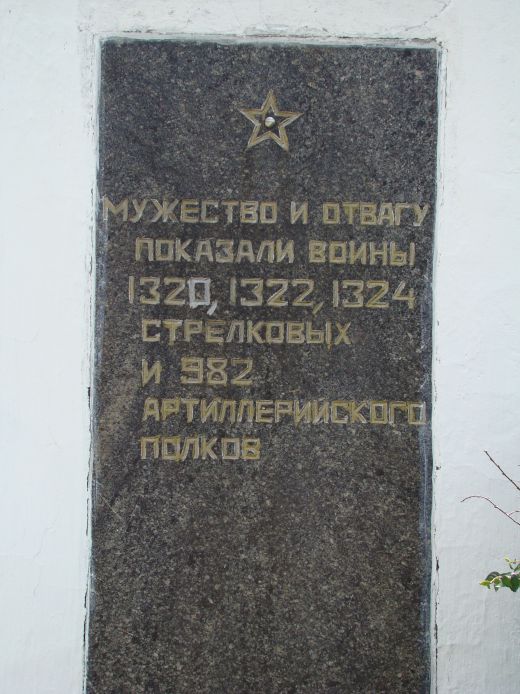 МУЖЕСТВО И ОТВАГУ
ПОКАЗАЛИ ВОИНЫ
1320, 1322, 1324
СТРЕЛКОВЫХ
И 982
АРТИЛЛЕРИЙСКОГО
ПОЛКОВ